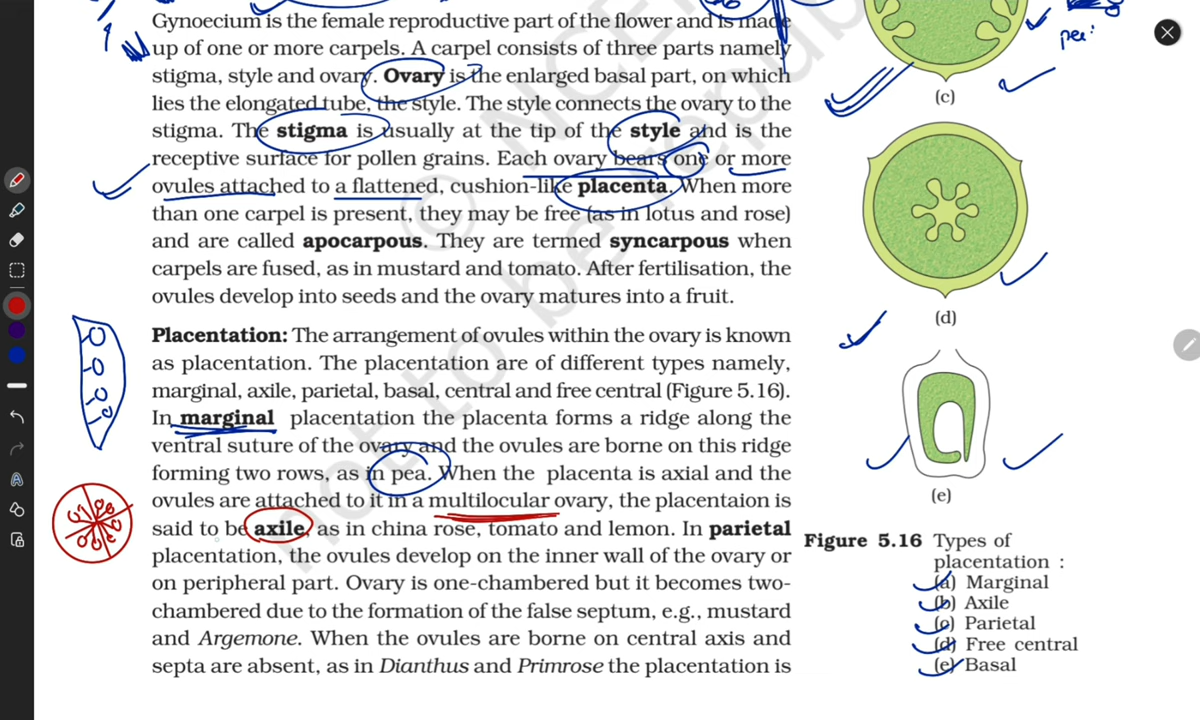 Gynoecium is the female reproductive part of the flower and is made
up of one or more carpels. A carpel consists of three parts namely
stigma, style and ovary. Ovary is the enlarged basal part, on which
lies the elongated tube, the style. The style connects the ovary to the
stigma. The stigma is usually at the tip of the style and is the
receptive surface for pollen grains. Each ovary bears one or more
ovules attached to a flattened, cushion-like placenta. When more
than one carpel is present, they may be free (as in lotus and rose)
and are called apocarpous. They are termed syncarpous when
carpels are fused, as in mustard and tomato. After fertilisation, the
ovules develop into seeds and the ovary matures into a fruit.
Placentation: The arrangement of ovules within the ovary is known
as placentation. The placentation are of different types namely,
marginal, axile, parietal, basal, central and free central (Figure 5.16).
In marginal placentation the placenta forms a ridge along the
ventral suture of the ovary and the ovules are borne on this ridge
forming two rows, as in pea. When the placenta is axial and the
ovules are attached to it in a multilocular ovary, the placentaion is
said to be axile, as in china rose, tomato and lemon. In parietal
placentation, the ovules develop on the inner wall of the ovary or
on peripheral part. Ovary is one-chambered but it becomes two-
chambered due to the formation of the false septum, e.g., mustard
and Argemone. When the ovules are borne on central axis and
septa are absent, as in Dianthus and Primrose the placentation is
(c)
(d)
(e)
Figure 5.16 Types of
placentation :
(a) Marginal
(b) Axile
(c) Parietal
(d) Free central
(e) Basal
© NCERT
not to be republ